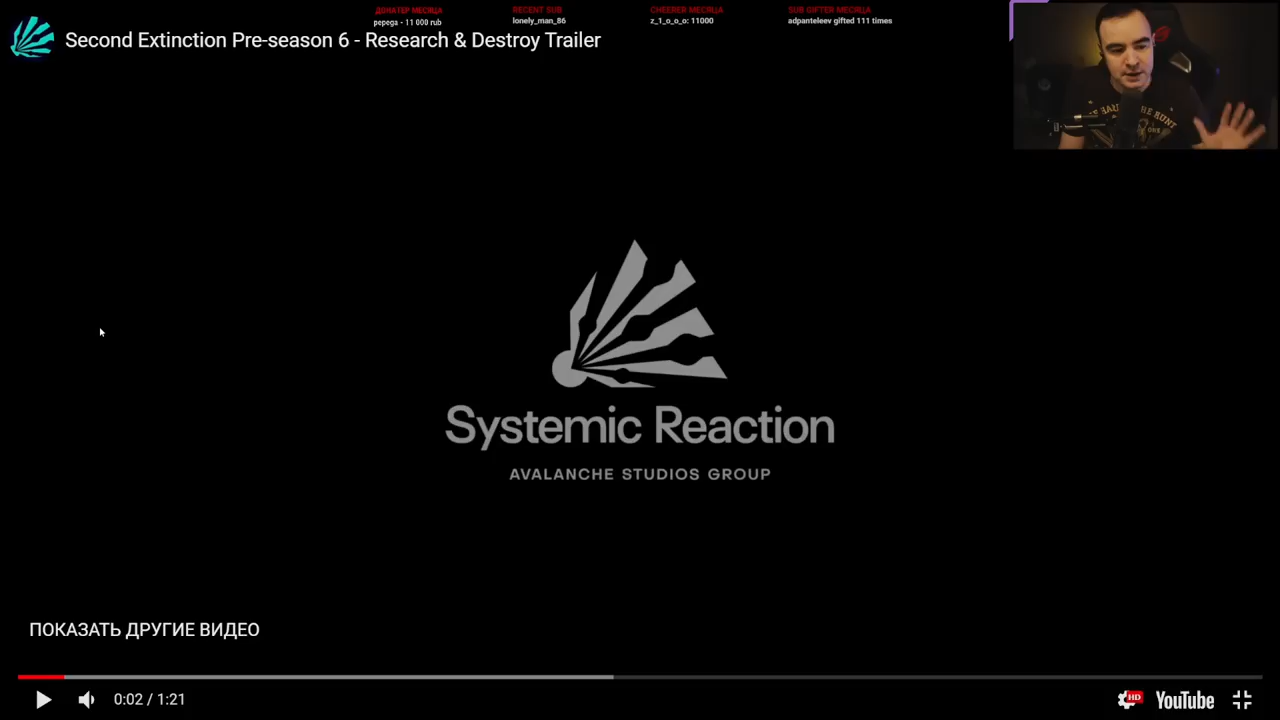 ДОНАТЕР МЕСЯЦА
pepega - 11 000 rub
RECENT SUB
lonely_man_86
CHEERER МЕСЯЦА
z_1_o_o_o: 11000
SUB GIFTER МЕСЯЦА
adpanteleev gifted 111 times
Second Extinction Pre-season 6 - Research & Destroy Trailer
Systemic Reaction
AVALANCHE STUDIOS GROUP
ПОКАЗАТЬ ДРУГИЕ ВИДЕО
0:02 / 1:21
HD
YouTube